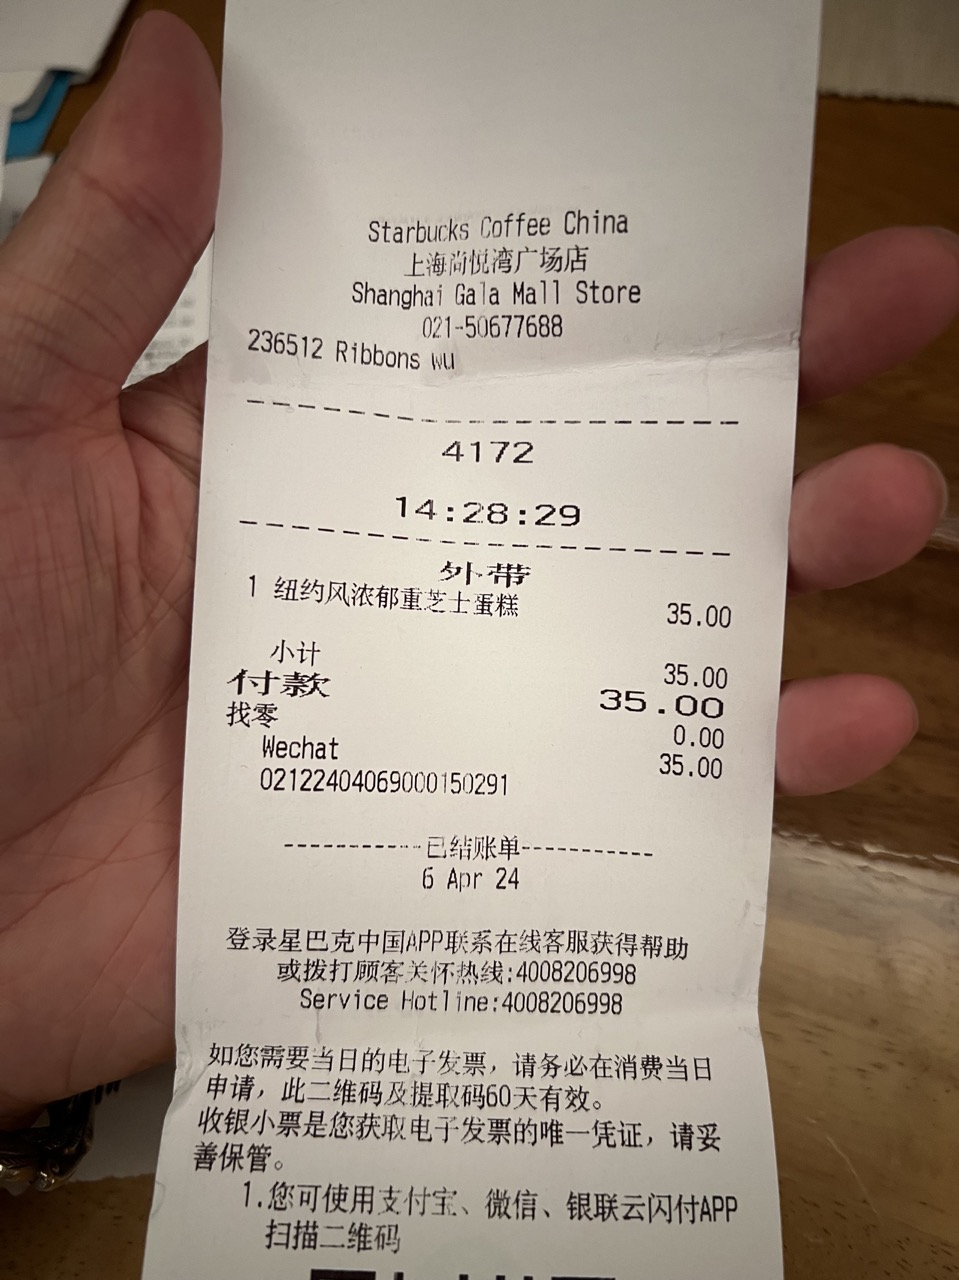 Starbucks Coffee China
上海尚悦湾广场店
Shanghai Gala Mall Store
021-50677688
236512 Ribbons wu
4172
14:28:29
外带
1 纽约风浓郁重芝士蛋糕 35.00
小计 35.00
付款 35.00
找零 0.00
Wechat 35.00
02122404069000150291
-----------已结账单-----------
6 Apr 24
登录星巴克中国APP联系在线客服获得帮助
或拨打顾客关怀热线:4008206998
Service Hotline:4008206998
如您需要当日的电子发票，请务必在消费当日
申请，此二维码及提取码60天有效。
收银小票是您获取电子发票的唯一凭证，请妥
善保管。
1.您可使用支付宝、微信、银联云闪付APP
扫描二维码